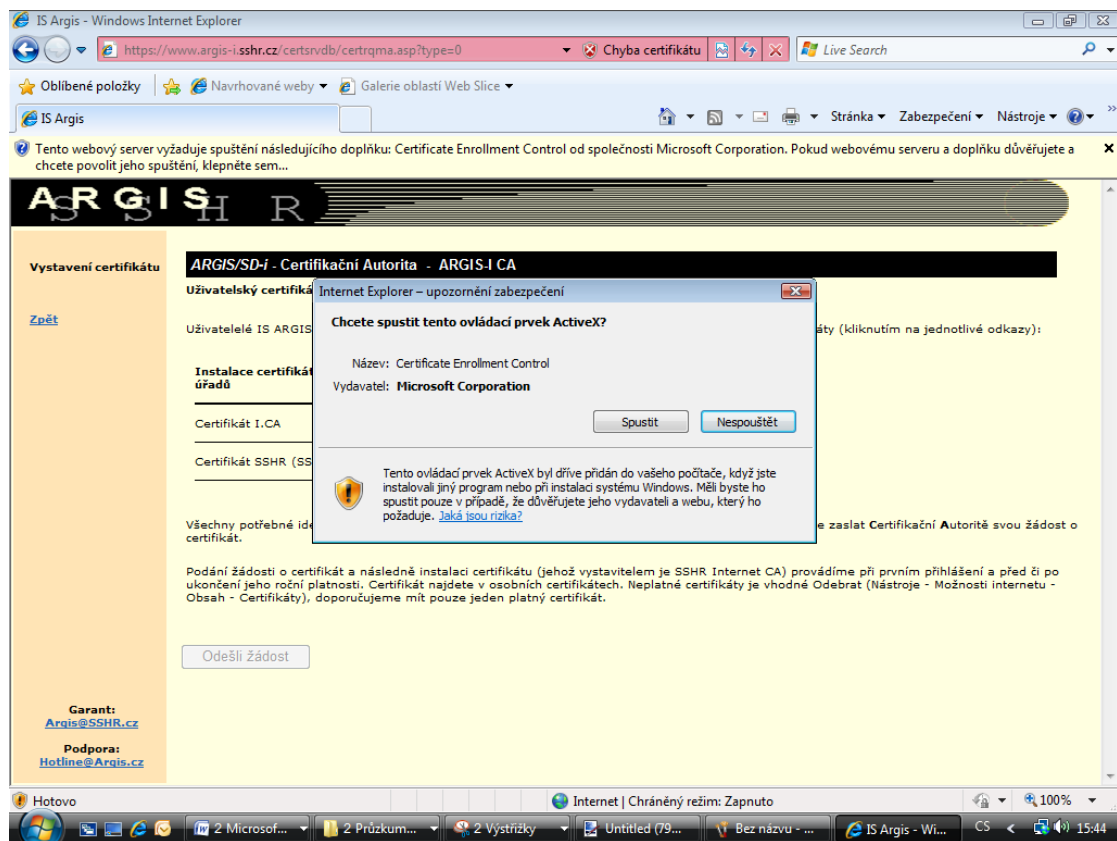 IS Argis - Windows Internet Explorer
https://www.argis-i.sshr.cz/certsrvdb/certrqma.asp?type=0
Chyba certifikátu
Live Search
Oblíbené položky
Navrhované weby
Galerie oblastí Web Slice
IS Argis
Stránka
Zabezpečení
Nástroje
Tento webový server vyžaduje spuštění následujícího doplňku: Certificate Enrollment Control od společnosti Microsoft Corporation. Pokud webovému serveru a doplňku důvěřujete a
chcete povolit jeho spuštění, klepněte sem...
ARGIS
SSHR
Vystavení certifikátu
Zpět
ARGIS/SD-i - Certifikační Autorita - ARGIS-I CA
Uživatelský certifiká
Uživatelelé IS ARGIS
áty (kliknutím na jednotlivé odkazy):
Instalace certifikát
úřadů
Certifikát I.CA
Certifikát SSHR (SS
Internet Explorer – upozornění zabezpečení
Chcete spustit tento ovládací prvek ActiveX?
Název: Certificate Enrollment Control
Vydavatel: Microsoft Corporation
Spustit
Nespouštět
Tento ovládací prvek ActiveX byl dříve přidán do vašeho počítače, když jste
instalovali jiný program nebo při instalaci systému Windows. Měli byste ho
spustit pouze v případě, že důvěřujete jeho vydavateli a webu, který ho
požaduje. Jaká jsou rizika?
Všechny potřebné ide
e zaslat Certifikační Autoritě svou žádost o
certifikát.
Podání žádosti o certifikát a následně instalaci certifikátu (jehož vystavitelem je SSHR Internet CA) provádíme při prvním přihlášení a před či po
ukončení jeho roční platnosti. Certifikát najdete v osobních certifikátech. Neplatné certifikáty je vhodné Odebrat (Nástroje - Možnosti internetu -
Obsah - Certifikáty), doporučujeme mít pouze jeden platný certifikát.
Odešli žádost
Garant:
Argis@SSHR.cz
Podpora:
Hotline@Argis.cz
Hotovo
Internet | Chráněný režim: Zapnuto
100%
2 Microsof...
2 Průzkum...
2 Výstřižky
Untitled (79...
Bez názvu - ...
IS Argis - Wi...
CS
15:44